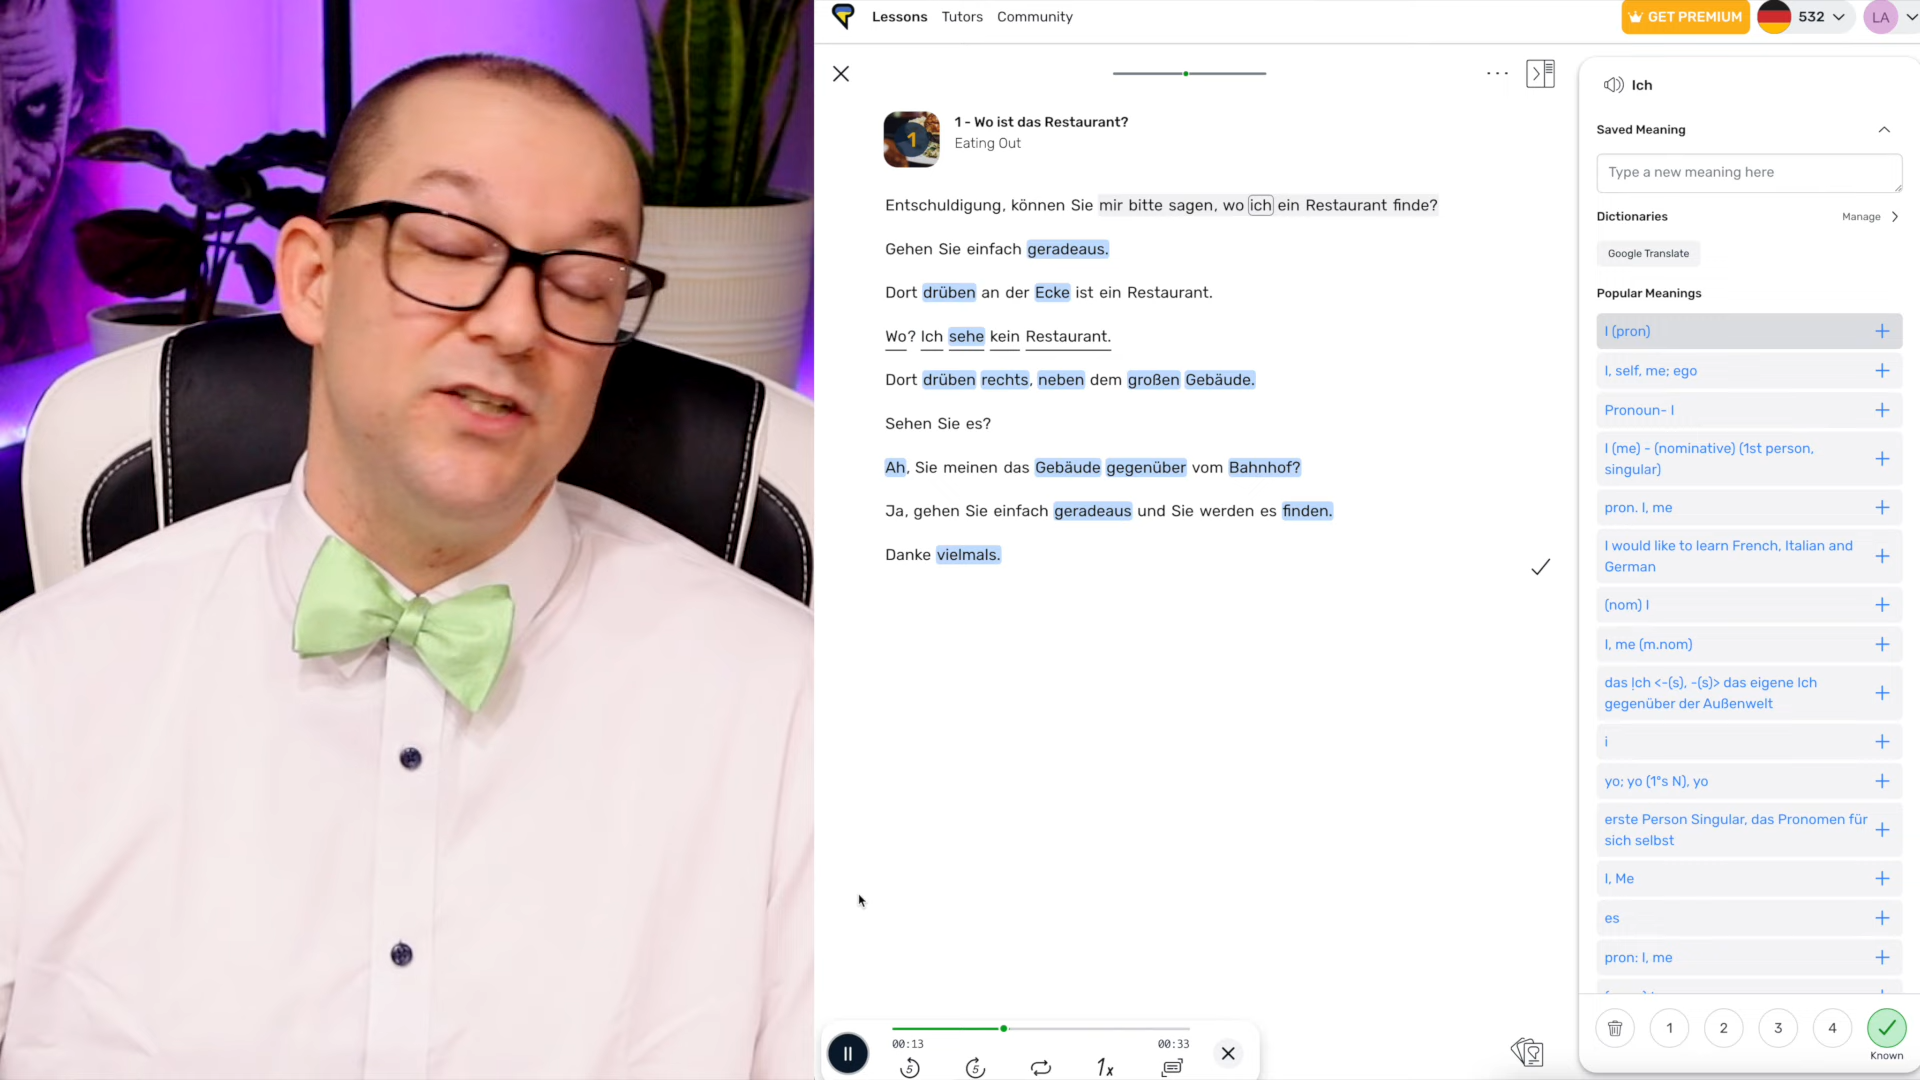 Lessons Tutors Community
GET PREMIUM
532
LA
1
1 - Wo ist das Restaurant?
Eating Out
Entschuldigung, können Sie mir bitte sagen, wo ich ein Restaurant finde?
Gehen Sie einfach geradeaus.
Dort drüben an der Ecke ist ein Restaurant.
Wo? Ich sehe kein Restaurant.
Dort drüben rechts, neben dem großen Gebäude.
Sehen Sie es?
Ah, Sie meinen das Gebäude gegenüber vom Bahnhof?
Ja, gehen Sie einfach geradeaus und Sie werden es finden.
Danke vielmals.
00:13
00:33
5
5
1x
Ich
Saved Meaning
Type a new meaning here
Dictionaries
Manage
Google Translate
Popular Meanings
I (pron)
I, self, me; ego
Pronoun- I
I (me) - (nominative) (1st person,
singular)
pron. I, me
I would like to learn French, Italian and
German
(nom) I
I, me (m.nom)
das Ịch <-(s), -(s)> das eigene Ich
gegenüber der Außenwelt
i
yo; yo (1°s N), yo
erste Person Singular, das Pronomen für
sich selbst
I, Me
es
pron: I, me
1
2
3
4
Known